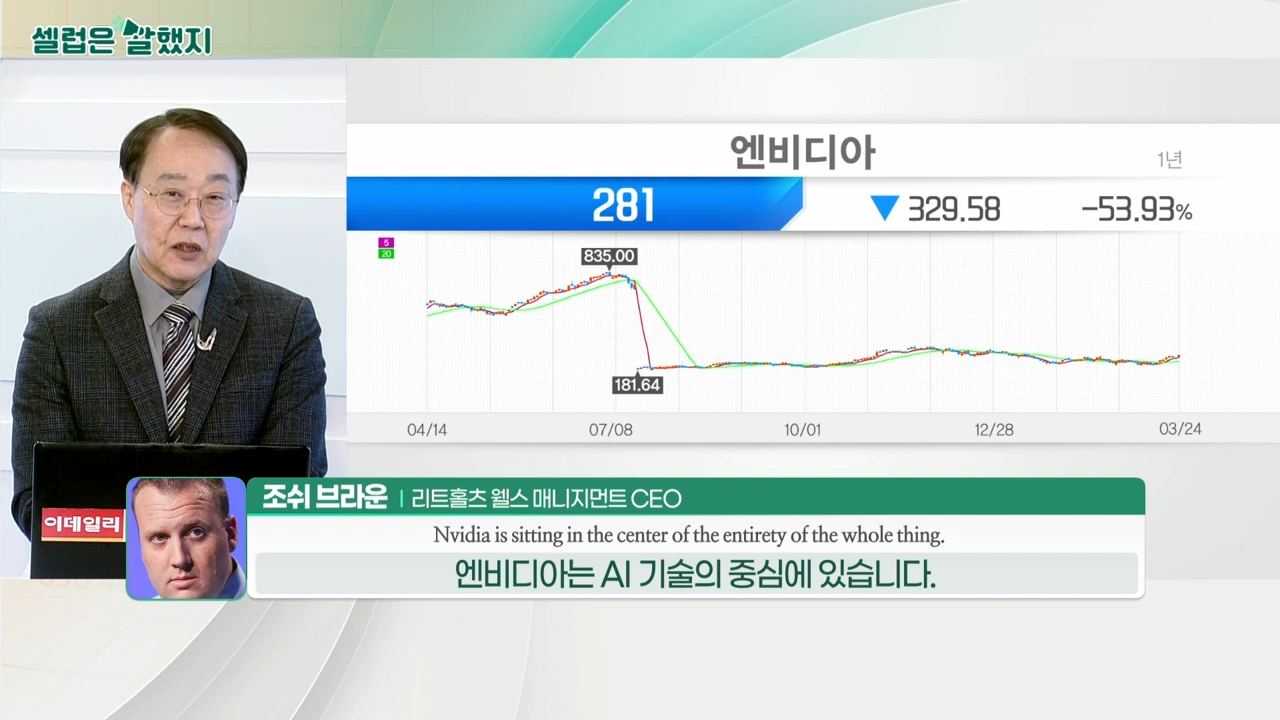 셀럽은 말했지
엔비디아
1년
281
▼ 329.58
-53.93%
5
20
835.00
181.64
04/14 07/08 10/01 12/28 03/24
이데일리
조쉬 브라운 | 리트홀츠 웰스 매니지먼트 CEO
Nvidia is sitting in the center of the entirety of the whole thing.
엔비디아는 AI 기술의 중심에 있습니다.